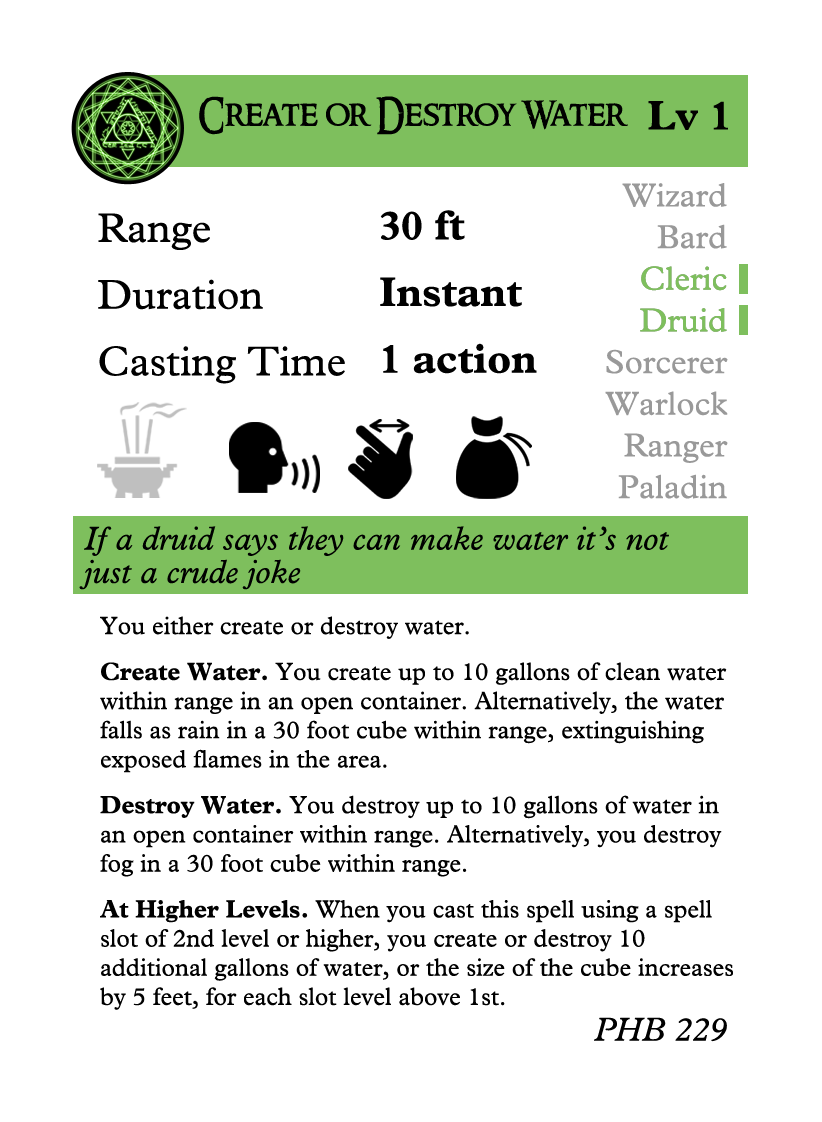 Create or Destroy Water Lv 1
Wizard
Range 30 ft
Bard
Cleric
Duration Instant
Druid
Casting Time 1 action
Sorcerer
Warlock
Ranger
Paladin
If a druid says they can make water it’s not
just a crude joke
You either create or destroy water.
Create Water. You create up to 10 gallons of clean water
within range in an open container. Alternatively, the water
falls as rain in a 30 foot cube within range, extinguishing
exposed flames in the area.
Destroy Water. You destroy up to 10 gallons of water in
an open container within range. Alternatively, you destroy
fog in a 30 foot cube within range.
At Higher Levels. When you cast this spell using a spell
slot of 2nd level or higher, you create or destroy 10
additional gallons of water, or the size of the cube increases
by 5 feet, for each slot level above 1st.
PHB 229